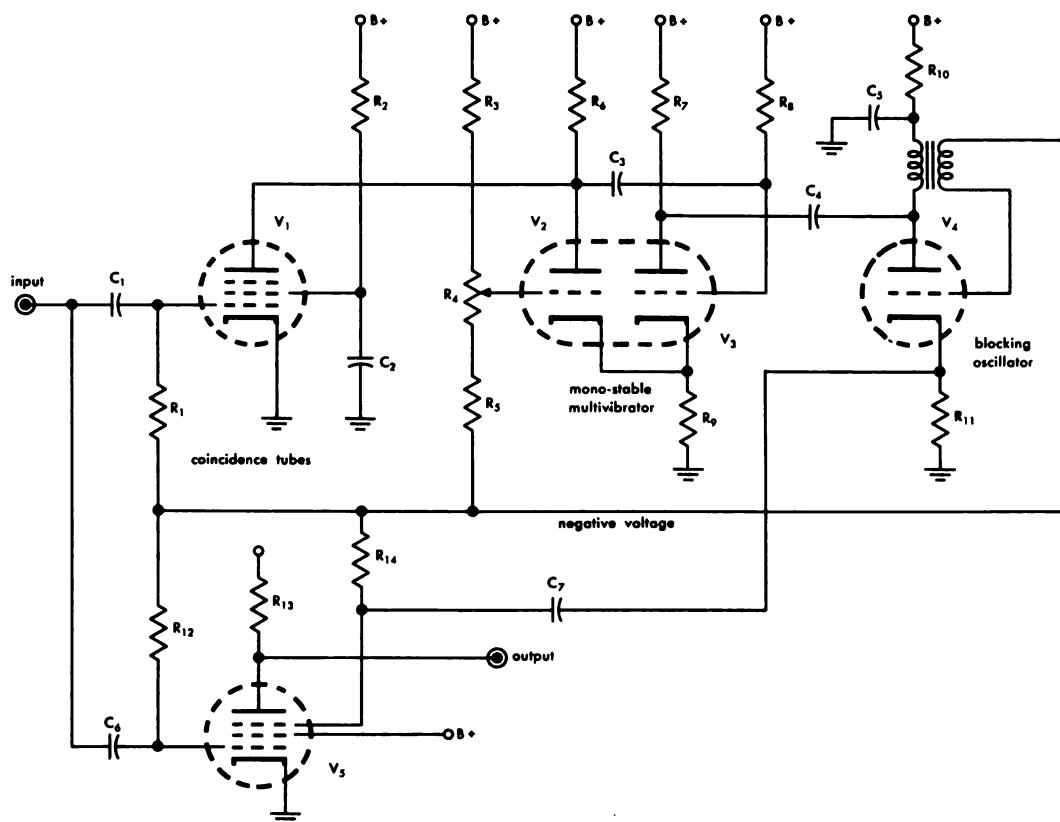 B+
B+
B+
B+
B+
B+
R10
C5
R2
R3
R6
R7
R8
C3
C4
V1
V2
V4
input
C1
R4
V3
C2
blocking
oscillator
mono-stable
multivibrator
R1
R5
R9
R11
coincidence tubes
negative voltage
R14
C7
R13
R12
output
C6
B+
V5